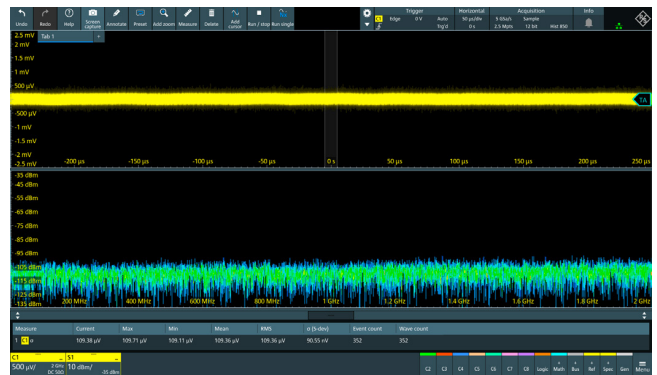 Undo Redo Help Screen capture Annotate Preset Add zoom Measure Delete Add cursor Run / stop Run single
Trigger Horizontal Acquisition Info
C1 Edge 0 V Auto 50 µs/div 5 GSa/s Sample
Trg'd 0 s 2.5 Mpts 12 bit Hist 850
2.5 mV Tab 1 +
2 mV
1.5 mV
1 mV
500 µV
TA
-500 µV
-1 mV
-1.5 mV
-2 mV
-2.5 mV -200 µs -150 µs -100 µs -50 µs 0 s 50 µs 100 µs 150 µs 200 µs 250 µs
-35 dBm
-45 dBm
-55 dBm
-65 dBm
-75 dBm
-85 dBm
-95 dBm
-105 dBm
-115 dBm
-125 dBm
-135 dBm 200 MHz 400 MHz 600 MHz 800 MHz 1 GHz 1.2 GHz 1.4 GHz 1.6 GHz 1.8 GHz 2 GHz
Measure Current Max Min Mean RMS σ (S-dev) Event count Wave count
1 C1 σ 109.38 µV 109.71 µV 109.11 µV 109.36 µV 109.36 µV 90.55 nV 352 352
C1 S1
500 µV/ 2 GHz DC 50Ω 10 dBm/ -35 dBm
C2 C3 C4 C5 C6 C7 C8 Logic Math Bus Ref Spec Gen Menu